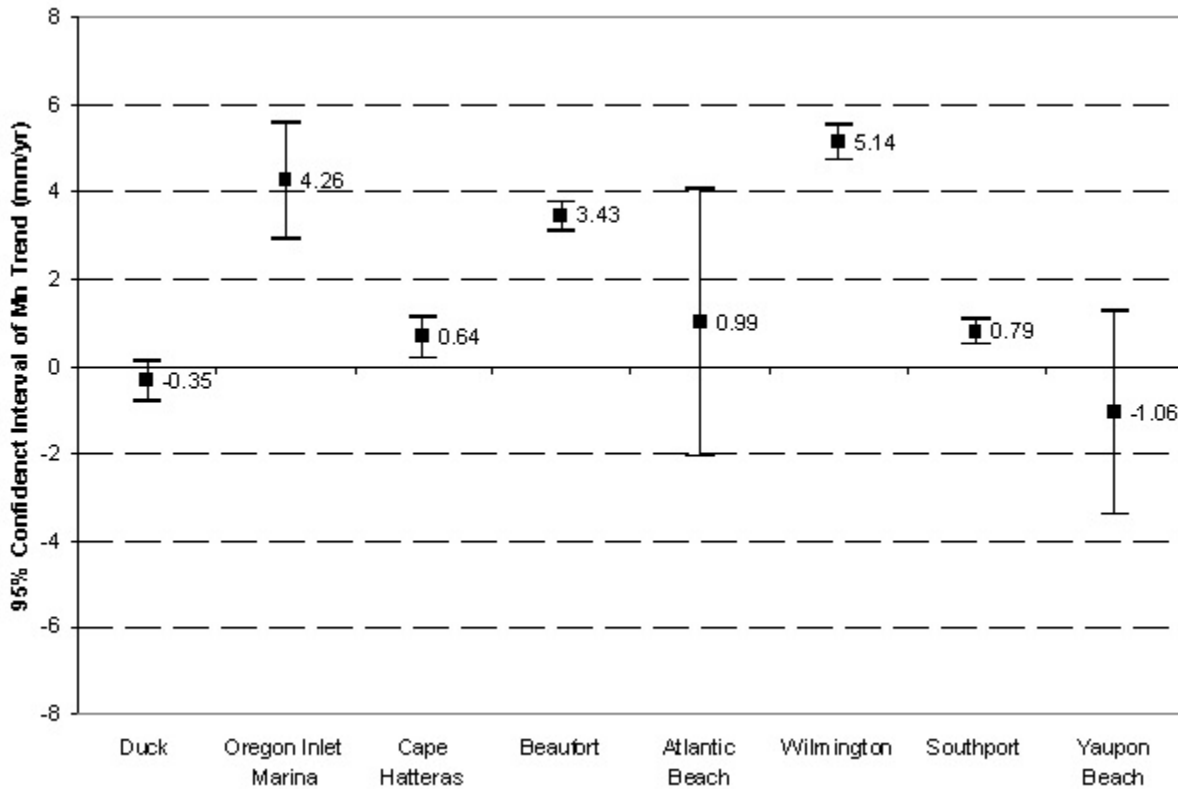 95% Confidenct Interval of Mn Trend (mm/yr)
8
6
4
2
0
-2
-4
-6
-8
-0.35
4.26
0.64
3.43
0.99
5.14
0.79
-1.06
Duck
Oregon Inlet
Marina
Cape
Hatteras
Beaufort
Atlantic
Beach
Wilmington
Southport
Yaupon
Beach